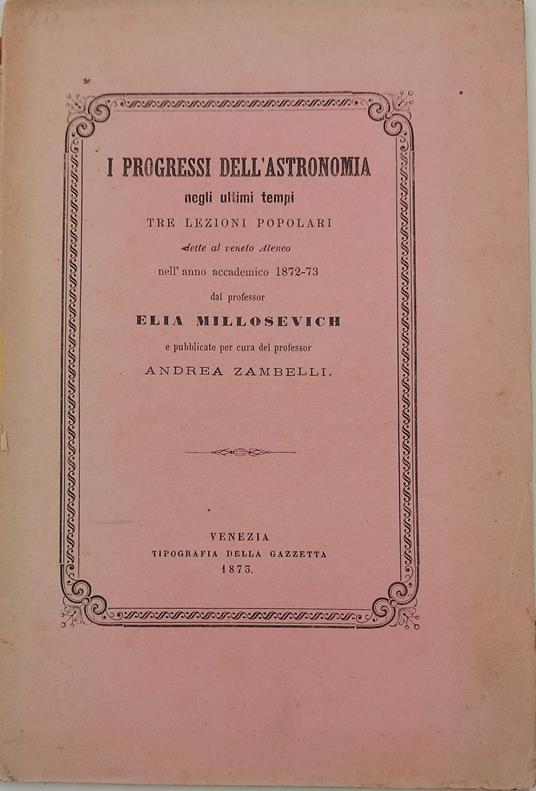 I PROGRESSI DELL'ASTRONOMIA
negli ultimi tempi
TRE LEZIONI POPOLARI
dette al veneto Ateneo
nell'anno accademico 1872-73
dal professor
ELIA MILLOSEVICH
e pubblicate per cura del professor
ANDREA ZAMBELLI.
VENEZIA
TIPOGRAFIA DELLA GAZZETTA
1873.